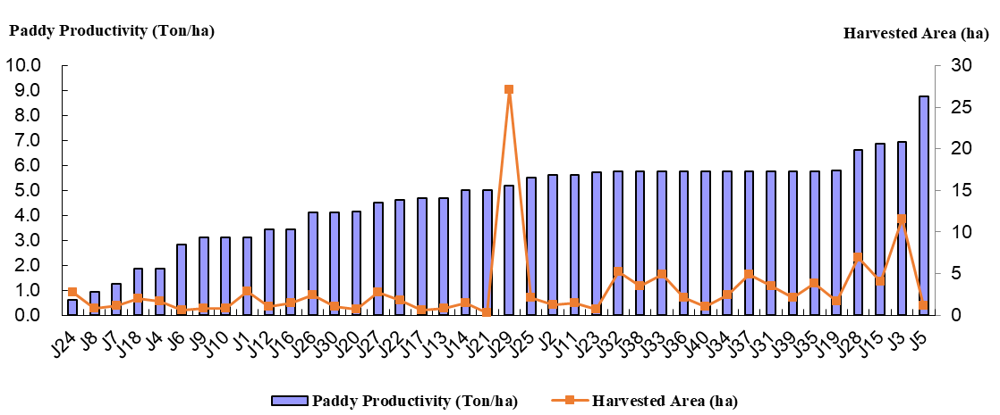 Paddy Productivity (Ton/ha)
Harvested Area (ha)
10.0 30
9.0 25
8.0
7.0 20
6.0
5.0 15
4.0
3.0 10
2.0
1.0 5
0.0 0
J24 J8 J7 J18 J4 J6 J9 J10 J1 J12 J16 J26 J30 J20 J27 J22 J17 J13 J14 J21 J29 J25 J2 J11 J23 J32 J38 J33 J36 J40 J34 J37 J31 J39 J35 J19 J28 J15 J3 J5
Paddy Productivity (Ton/ha) Harvested Area (ha)